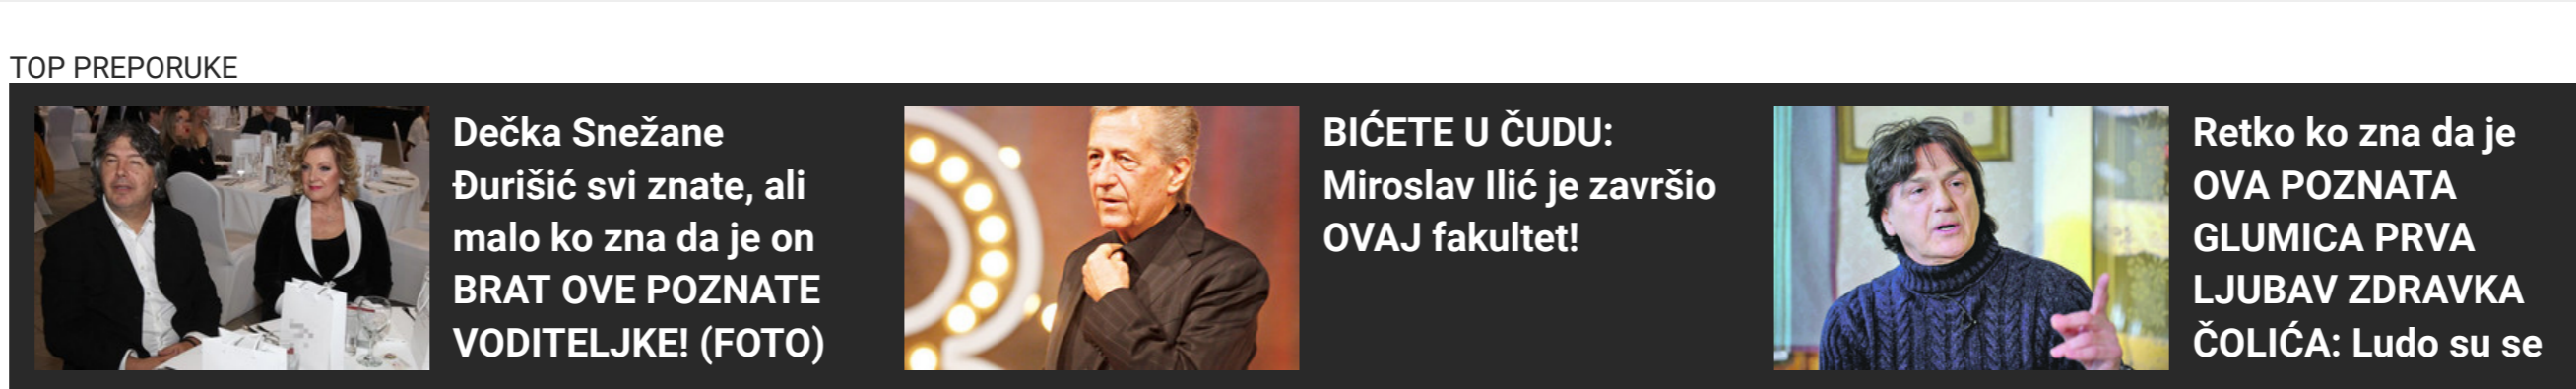 TOP PREPORUKE
Dečka Snežane
Đurišić svi znate, ali
malo ko zna da je on
BRAT OVE POZNATE
VODITELJKE! (FOTO)
BIĆETE U ČUDU:
Miroslav Ilić je završio
OVAJ fakultet!
Retko ko zna da je
OVA POZNATA
GLUMICA PRVA
LJUBAV ZDRAVKA
ČOLIĆA: Ludo su se